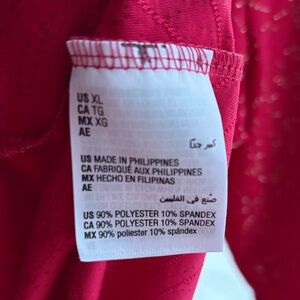 US XL
CA TG
MX XG
AE
كبير جدًا
US MADE IN PHILIPPINES
CA FABRIQUÉ AUX PHILIPPINES
MX HECHO EN FILIPINAS
AE
صُنع في الفلبين
US 90% POLYESTER 10% SPANDEX
CA 90% POLYESTER 10% SPANDEX
MX 90% poliester 10% spándex